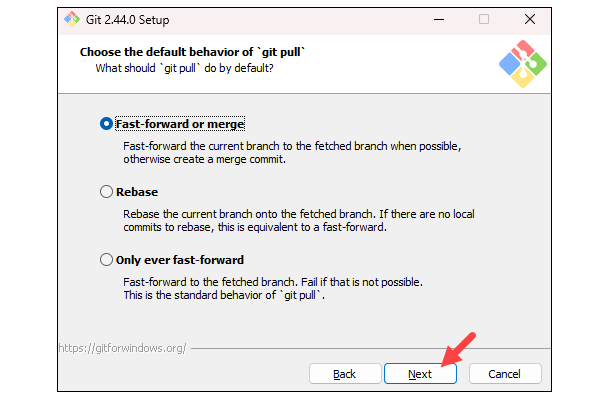 Git 2.44.0 Setup
Choose the default behavior of `git pull`
What should `git pull` do by default?
Fast-forward or merge
Fast-forward the current branch to the fetched branch when possible,
otherwise create a merge commit.
Rebase
Rebase the current branch onto the fetched branch. If there are no local
commits to rebase, this is equivalent to a fast-forward.
Only ever fast-forward
Fast-forward to the fetched branch. Fail if that is not possible.
This is the standard behavior of `git pull`.
https://gitforwindows.org/
Back
Next
Cancel